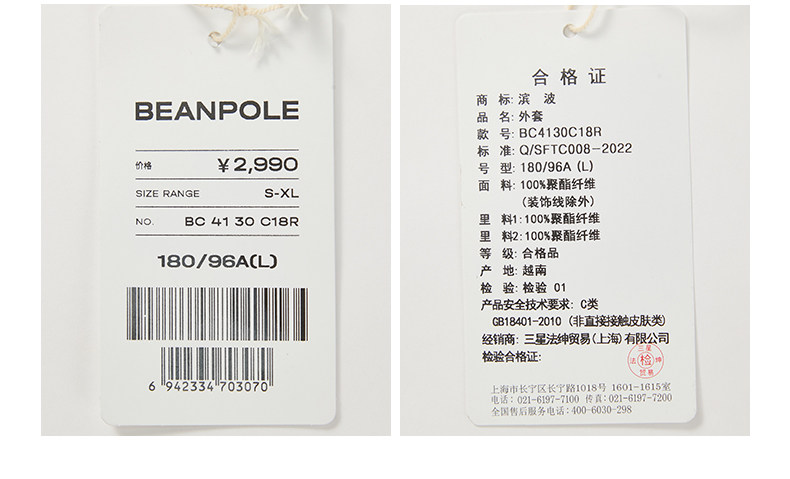 BEANPOLE
价格 ¥2,990
SIZE RANGE S-XL
NO. BC 41 30 C18R
180/96A(L)
6 942334 703070
合格证
商 标: 滨 波
品 名: 外套
款 号: BC4130C18R
标 准: Q/SFTC008-2022
号 型: 180/96A (L)
面 料: 100%聚酯纤维
(装饰线除外)
里 料1: 100%聚酯纤维
里 料2: 100%聚酯纤维
等 级: 合格品
产 地: 越南
检 验: 检验 01
产品安全技术要求: C类
GB18401-2010 (非直接接触皮肤类)
经销商: 三星法绅贸易(上海)有限公司
检验合格证:
三星
法 检 绅
贸易
上海市长宁区长宁路1018号 1601-1615室
电话: 021-6197-7100 传真: 021-6197-7200
全国售后服务电话: 400-6030-298